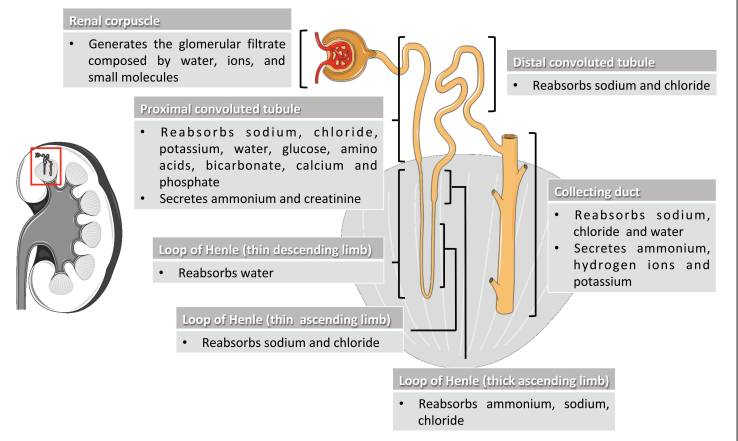 Renal corpuscle
• Generates the glomerular filtrate
composed by water, ions, and
small molecules
Distal convoluted tubule
• Reabsorbs sodium and chloride
Proximal convoluted tubule
• Reabsorbs sodium, chloride,
potassium, water, glucose, amino
acids, bicarbonate, calcium and
phosphate
• Secretes ammonium and creatinine
Collecting duct
• Reabsorbs sodium,
chloride and water
• Secretes ammonium,
hydrogen ions and
potassium
Loop of Henle (thin descending limb)
• Reabsorbs water
Loop of Henle (thin ascending limb)
• Reabsorbs sodium and chloride
Loop of Henle (thick ascending limb)
• Reabsorbs ammonium, sodium,
chloride